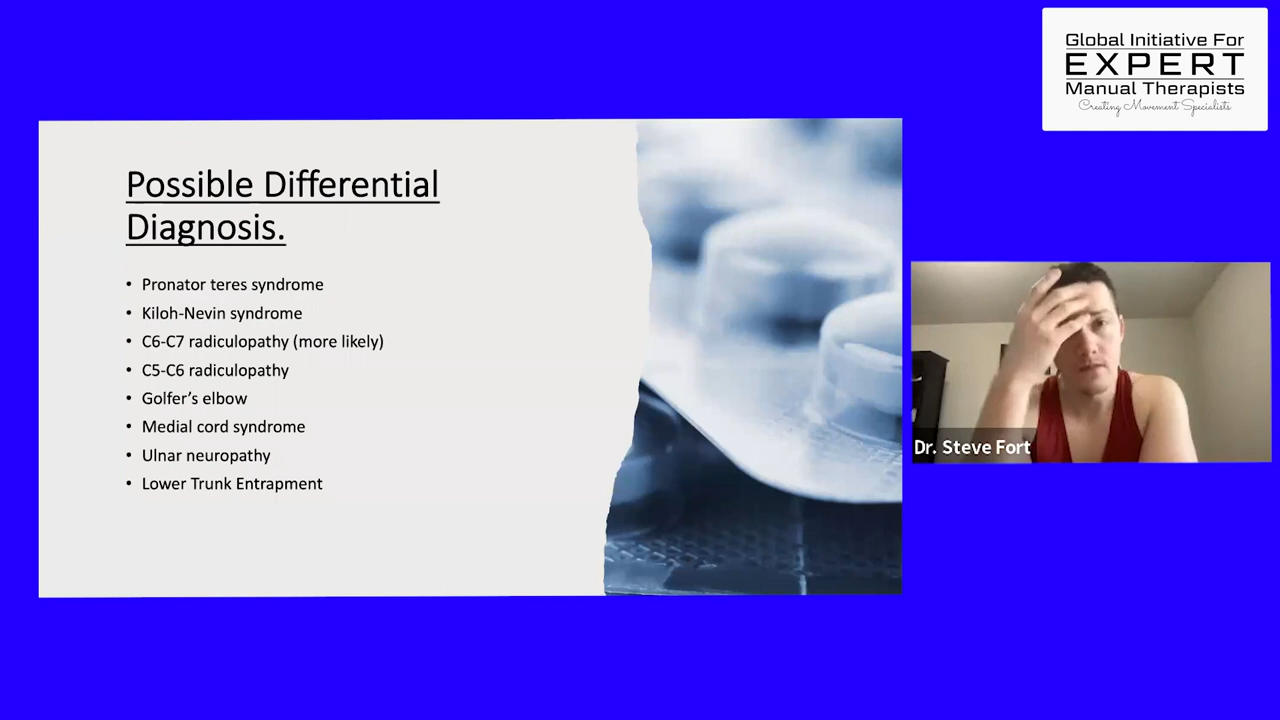 Global Initiative For
EXPERT
Manual Therapists
Creating Movement Specialists
Possible Differential
Diagnosis.
• Pronator teres syndrome
• Kiloh-Nevin syndrome
• C6-C7 radiculopathy (more likely)
• C5-C6 radiculopathy
• Golfer’s elbow
• Medial cord syndrome
• Ulnar neuropathy
• Lower Trunk Entrapment
Dr. Steve Fort